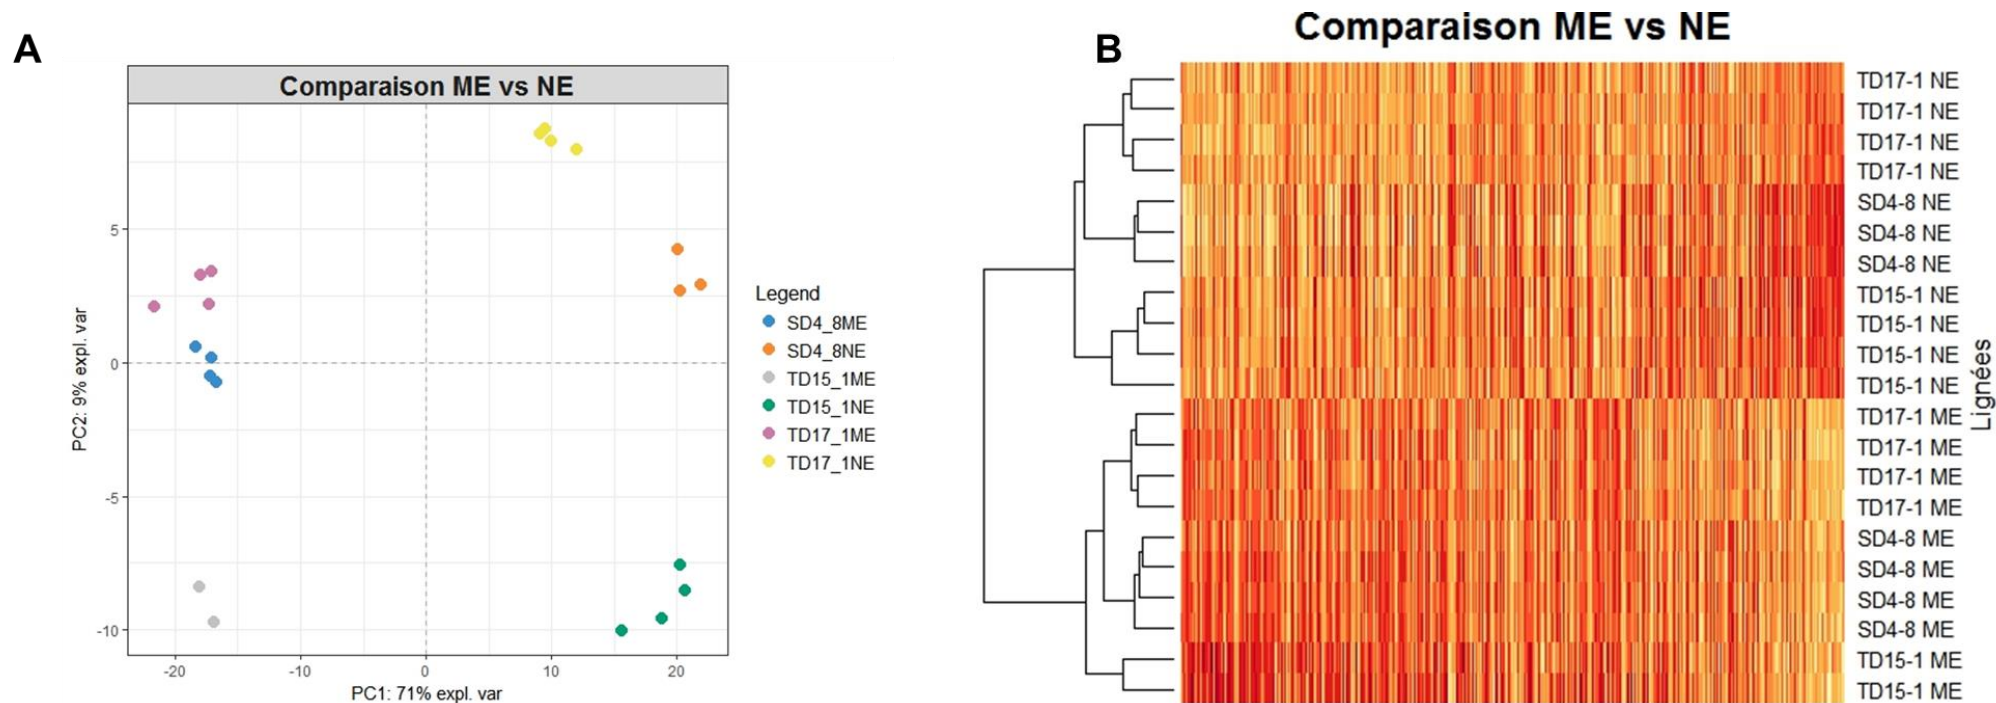 A
Comparaison ME vs NE
5
0
-5
-10
PC2: 9% expl. var
-20
-10
0
10
20
PC1: 71% expl. var
Legend
SD4_8ME
SD4_8NE
TD15_1ME
TD15_1NE
TD17_1ME
TD17_1NE
B
Comparaison ME vs NE
TD17-1 NE
TD17-1 NE
TD17-1 NE
TD17-1 NE
SD4-8 NE
SD4-8 NE
SD4-8 NE
TD15-1 NE
TD15-1 NE
TD15-1 NE
TD15-1 NE
TD17-1 ME
TD17-1 ME
TD17-1 ME
TD17-1 ME
SD4-8 ME
SD4-8 ME
SD4-8 ME
SD4-8 ME
TD15-1 ME
TD15-1 ME
Lignées